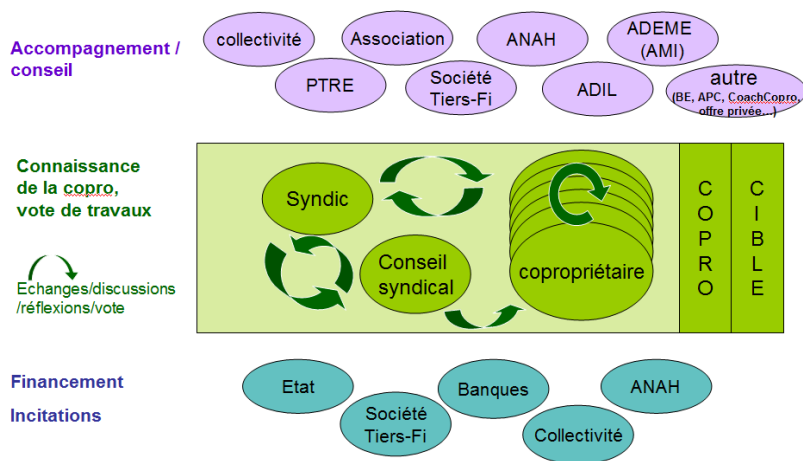 Accompagnement /
conseil
collectivité
Association
ANAH
ADEME
(AMI)
PTRE
Société
Tiers-Fi
ADIL
autre
(BE, APC, CoachCopro,
offre privée…)
Connaissance
de la copro,
vote de travaux
Echanges/discussions
/réflexions/vote
Syndic
Conseil
syndical
copropriétaire
COPRO
CIBLE
Financement
Incitations
Etat
Société
Tiers-Fi
Banques
Collectivité
ANAH